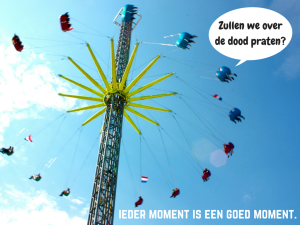 Zullen we over
de dood praten?
IEDER MOMENT IS EEN GOED MOMENT.